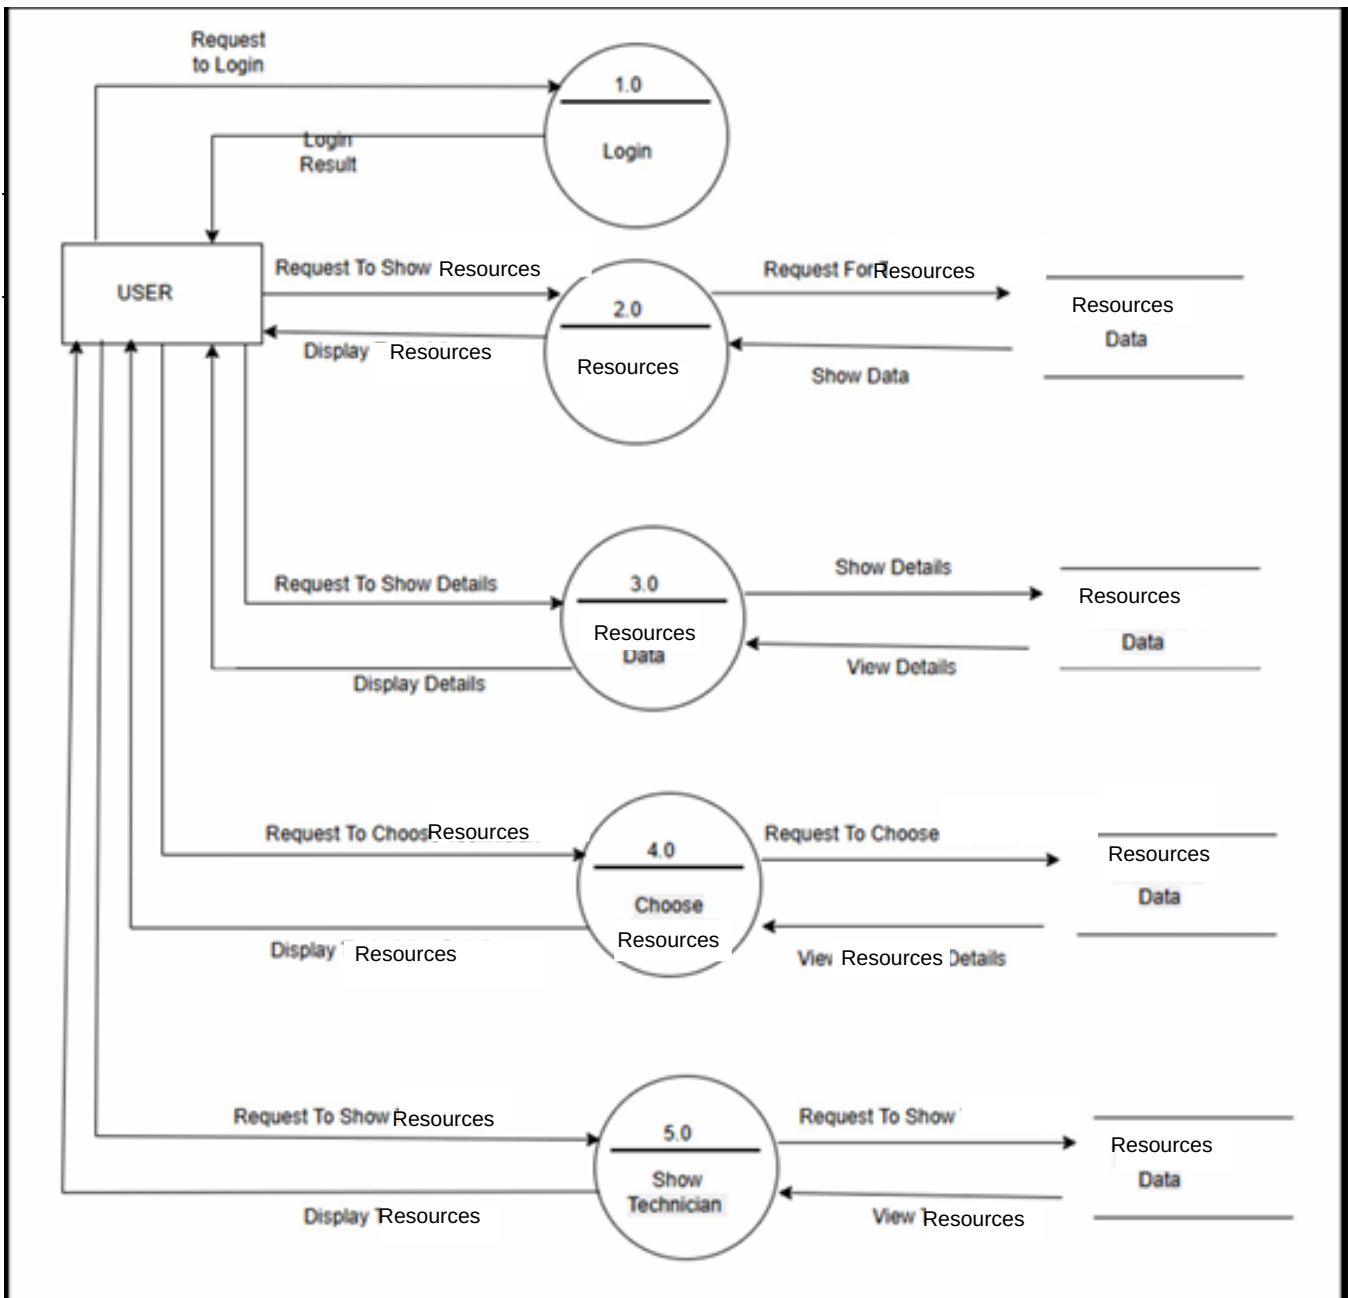 Request
to Login
1.0
Login
Login
Result
USER
Request To Show Resources
2.0
Resources
Display Resources
Request For Resources
Show Data
Resources
Data
Request To Show Details
3.0
Resources
Data
Display Details
Show Details
View Details
Resources
Data
Request To Resources
4.0
Choose
Resources
Display Resources
Request To Choose
Resources Details
Resources
Data
Request To Show Resources
5.0
Show
Technician
Display Resources
Request To Show
View Resources
Resources
Data